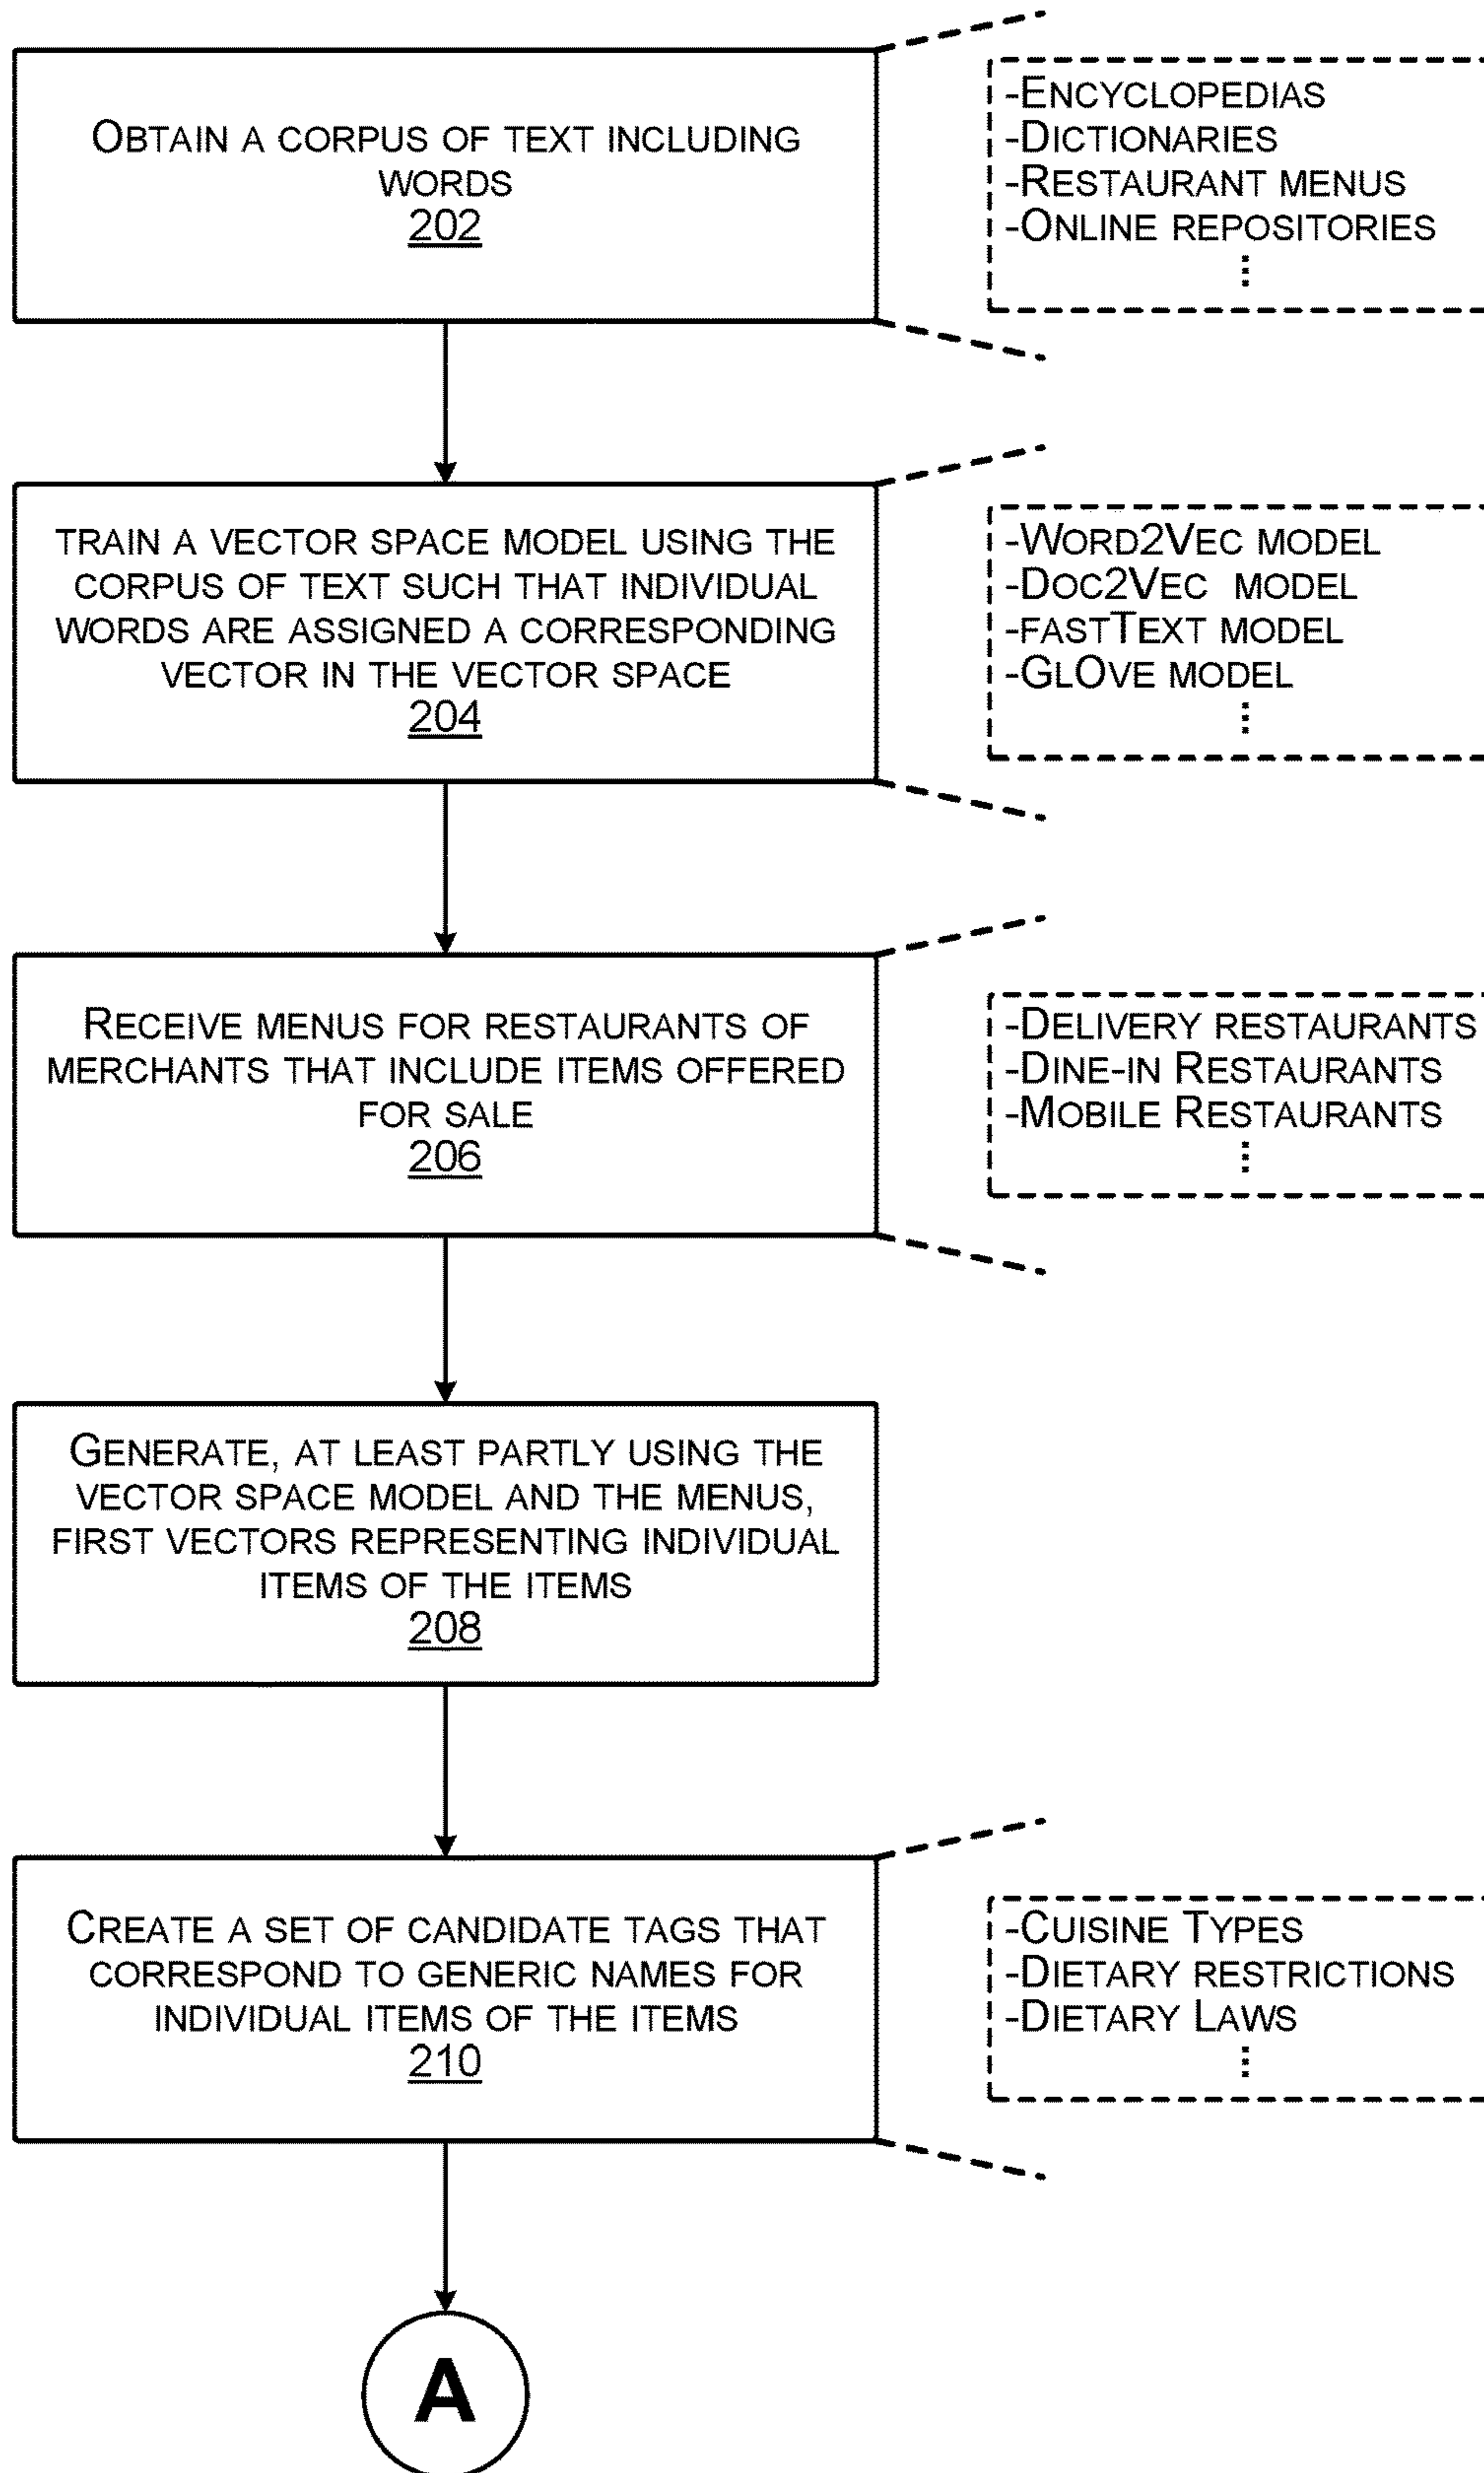 OBTAIN A CORPUS OF TEXT INCLUDING
WORDS
202
-ENCYCLOPEDIAS
-DICTIONARIES
-RESTAURANT MENUS
-ONLINE REPOSITORIES
TRAIN A VECTOR SPACE MODEL USING THE
CORPUS OF TEXT SUCH THAT INDIVIDUAL
WORDS ARE ASSIGNED A CORRESPONDING
VECTOR IN THE VECTOR SPACE
204
-WORD2VEC MODEL
-DOC2VEC MODEL
-FASTTEXT MODEL
-GLOVE MODEL
RECEIVE MENUS FOR RESTAURANTS OF
MERCHANTS THAT INCLUDE ITEMS OFFERED
FOR SALE
206
-DELIVERY RESTAURANTS
-DINE-IN RESTAURANTS
-MOBILE RESTAURANTS
GENERATE, AT LEAST PARTLY USING THE
VECTOR SPACE MODEL AND THE MENUS,
FIRST VECTORS REPRESENTING INDIVIDUAL
ITEMS OF THE ITEMS
208
CREATE A SET OF CANDIDATE TAGS THAT
CORRESPOND TO GENERIC NAMES FOR
INDIVIDUAL ITEMS OF THE ITEMS
210
-CUISINE TYPES
-DIETARY RESTRICTIONS
-DIETARY LAWS
A